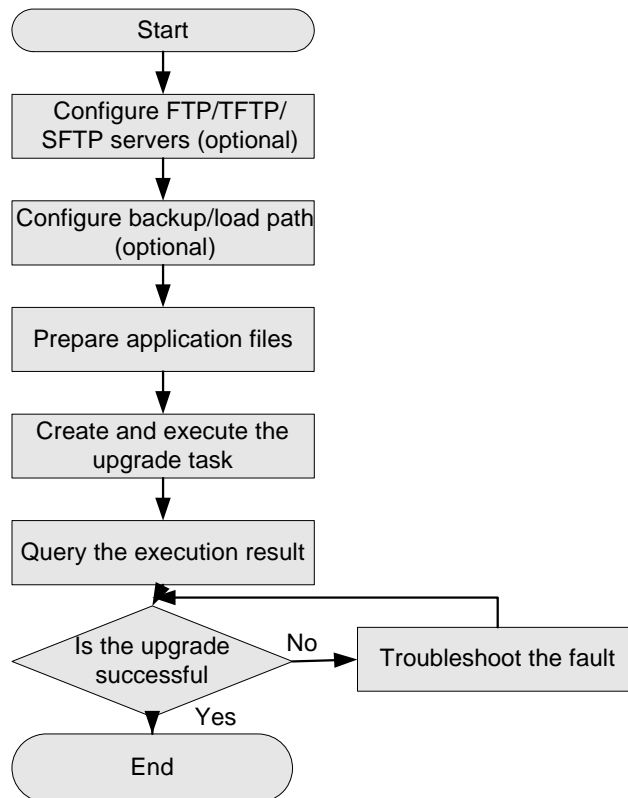 Start
Configure FTP/TFTP/
SFTP servers (optional)
Configure backup/load path
(optional)
Prepare application files
Create and execute the
upgrade task
Query the execution result
Is the upgrade
successful
No
Troubleshoot the fault
Yes
End